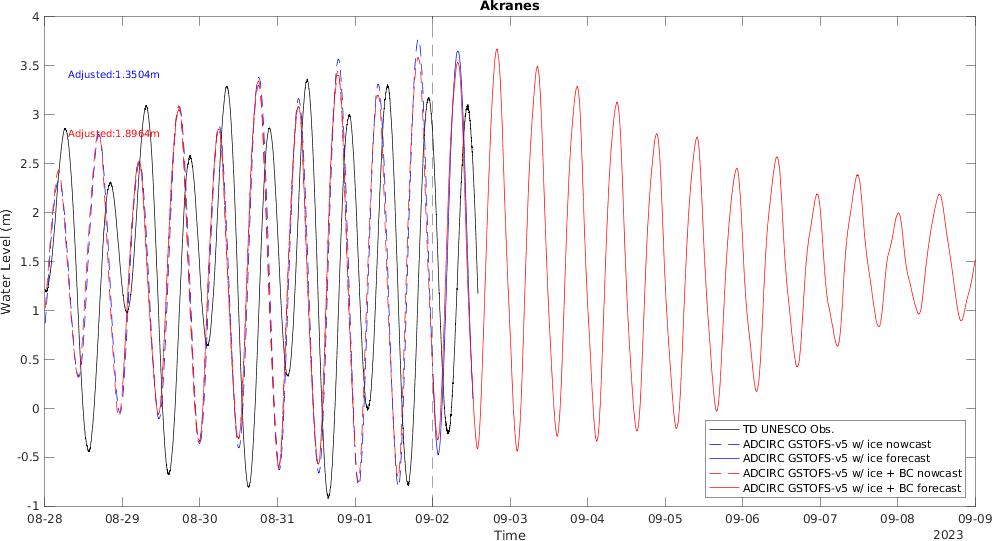 Akranes
4
3.5
3
2.5
2
1.5
1
0.5
0
-0.5
-1
Water Level (m)
Adjusted:1.3504m
Adjusted:1.8964m
TD UNESCO Obs.
ADCIRC GSTOFS-v5 w/ ice nowcast
ADCIRC GSTOFS-v5 w/ ice forecast
ADCIRC GSTOFS-v5 w/ ice + BC nowcast
ADCIRC GSTOFS-v5 w/ ice + BC forecast
08-28 08-29 08-30 08-31 09-01 09-02 09-03 09-04 09-05 09-06 09-07 09-08 09-09
Time
2023